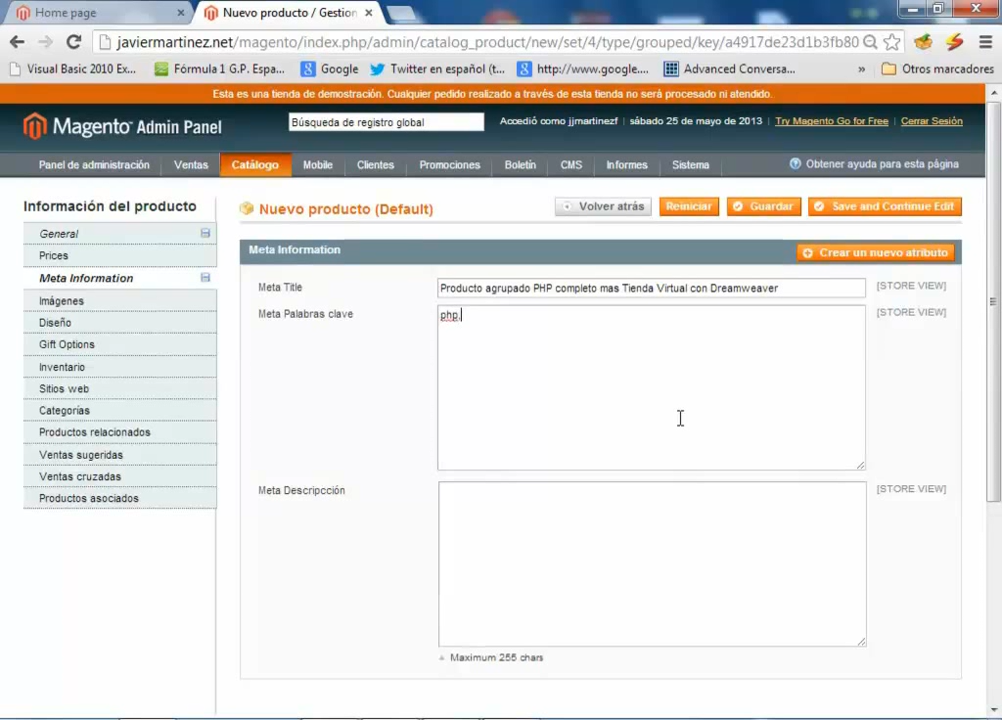 Home page
Nuevo producto / Gestion
javiermartinez.net/magento/index.php/admin/catalog_product/new/set/4/type/grouped/key/a4917de23d1b3fb80
Visual Basic 2010 Ex... Fórmula 1 G.P. Espa... Google Twitter en español (t... http://www.google.... Advanced Conversa... » Otros marcadores
Esta es una tienda de demostración. Cualquier pedido realizado a través de esta tienda no será procesado ni atendido.
Magento Admin Panel
Búsqueda de registro global
Accedió como jjmartinezf | sábado 25 de mayo de 2013 | Try Magento Go for Free | Cerrar Sesión
Panel de administración Ventas Catálogo Mobile Clientes Promociones Boletín CMS Informes Sistema Obtener ayuda para esta página
Información del producto
General
Prices
Meta Information
Imágenes
Diseño
Gift Options
Inventario
Sitios web
Categorías
Productos relacionados
Ventas sugeridas
Ventas cruzadas
Productos asociados
Nuevo producto (Default)
Volver atrás Reiniciar Guardar Save and Continue Edit
Meta Information
Crear un nuevo atributo
Meta Title Producto agrupado PHP completo mas Tienda Virtual con Dreamweaver [STORE VIEW]
Meta Palabras clave php, [STORE VIEW]
Meta Descripcción [STORE VIEW]
Maximum 255 chars